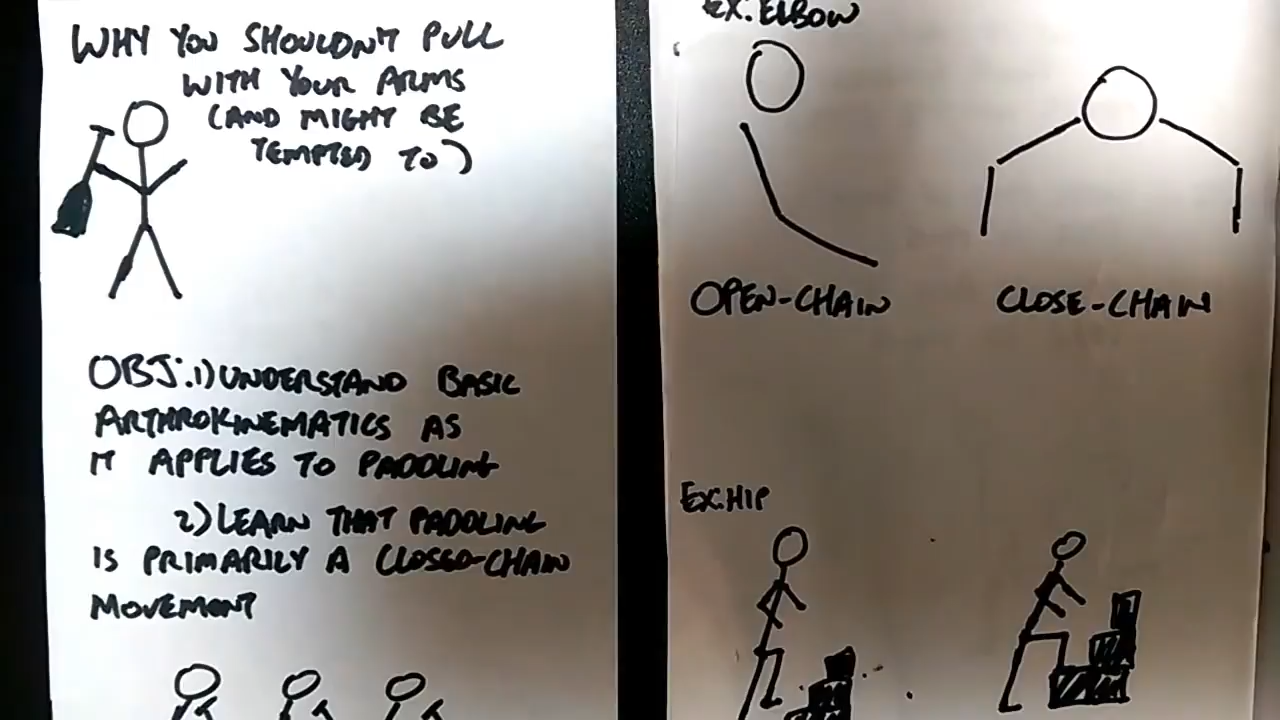 WHY YOU SHOULDN'T PULL
WITH YOUR ARMS
(AND MIGHT BE
TEMPTED TO)
OBJ: 1) UNDERSTAND BASIC
ARTHROKINEMATICS AS
IT APPLIES TO PADDLING
2) LEARN THAT PADDLING
IS PRIMARILY A CLOSED-CHAIN
MOVEMENT
EX: ELBOW
OPEN-CHAIN
CLOSE-CHAIN
EX: HIP